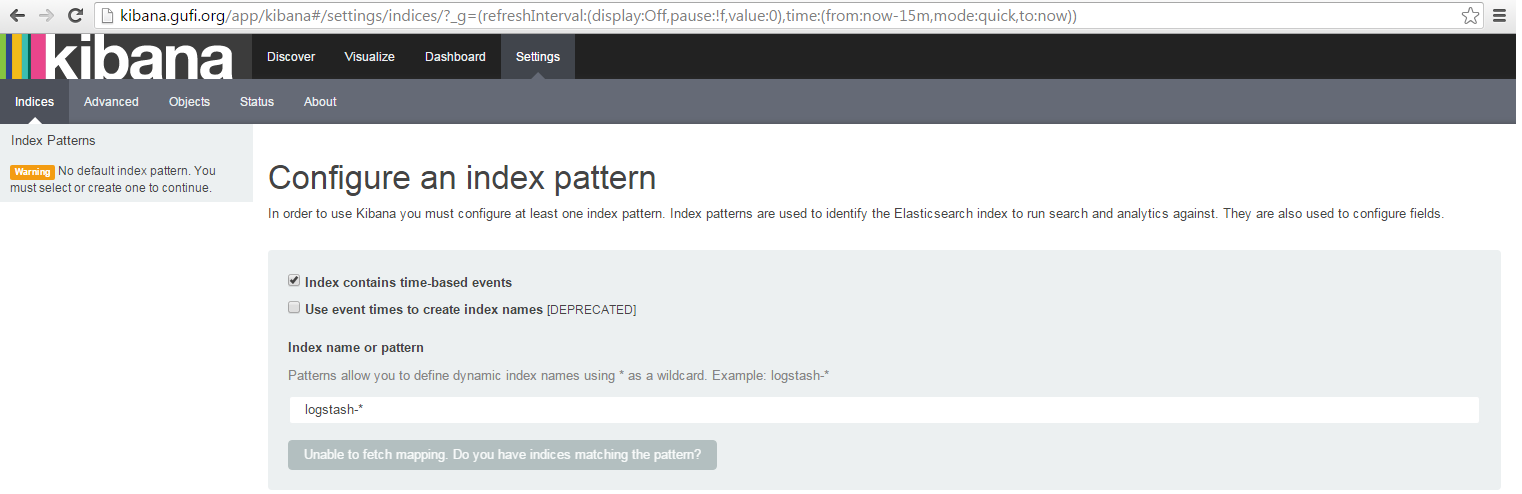 kibana.gufi.org/app/kibana#/settings/indices/?_g=(refreshInterval:(display:Off,pause:!f,value:0),time:(from:now-15m,mode:quick,to:now))
kibana Discover Visualize Dashboard Settings
Indices Advanced Objects Status About
Index Patterns
Warning No default index pattern. You
must select or create one to continue.
Configure an index pattern
In order to use Kibana you must configure at least one index pattern. Index patterns are used to identify the Elasticsearch index to run search and analytics against. They are also used to configure fields.
Index contains time-based events
Use event times to create index names [DEPRECATED]
Index name or pattern
Patterns allow you to define dynamic index names using * as a wildcard. Example: logstash-*
logstash-*
Unable to fetch mapping. Do you have indices matching the pattern?